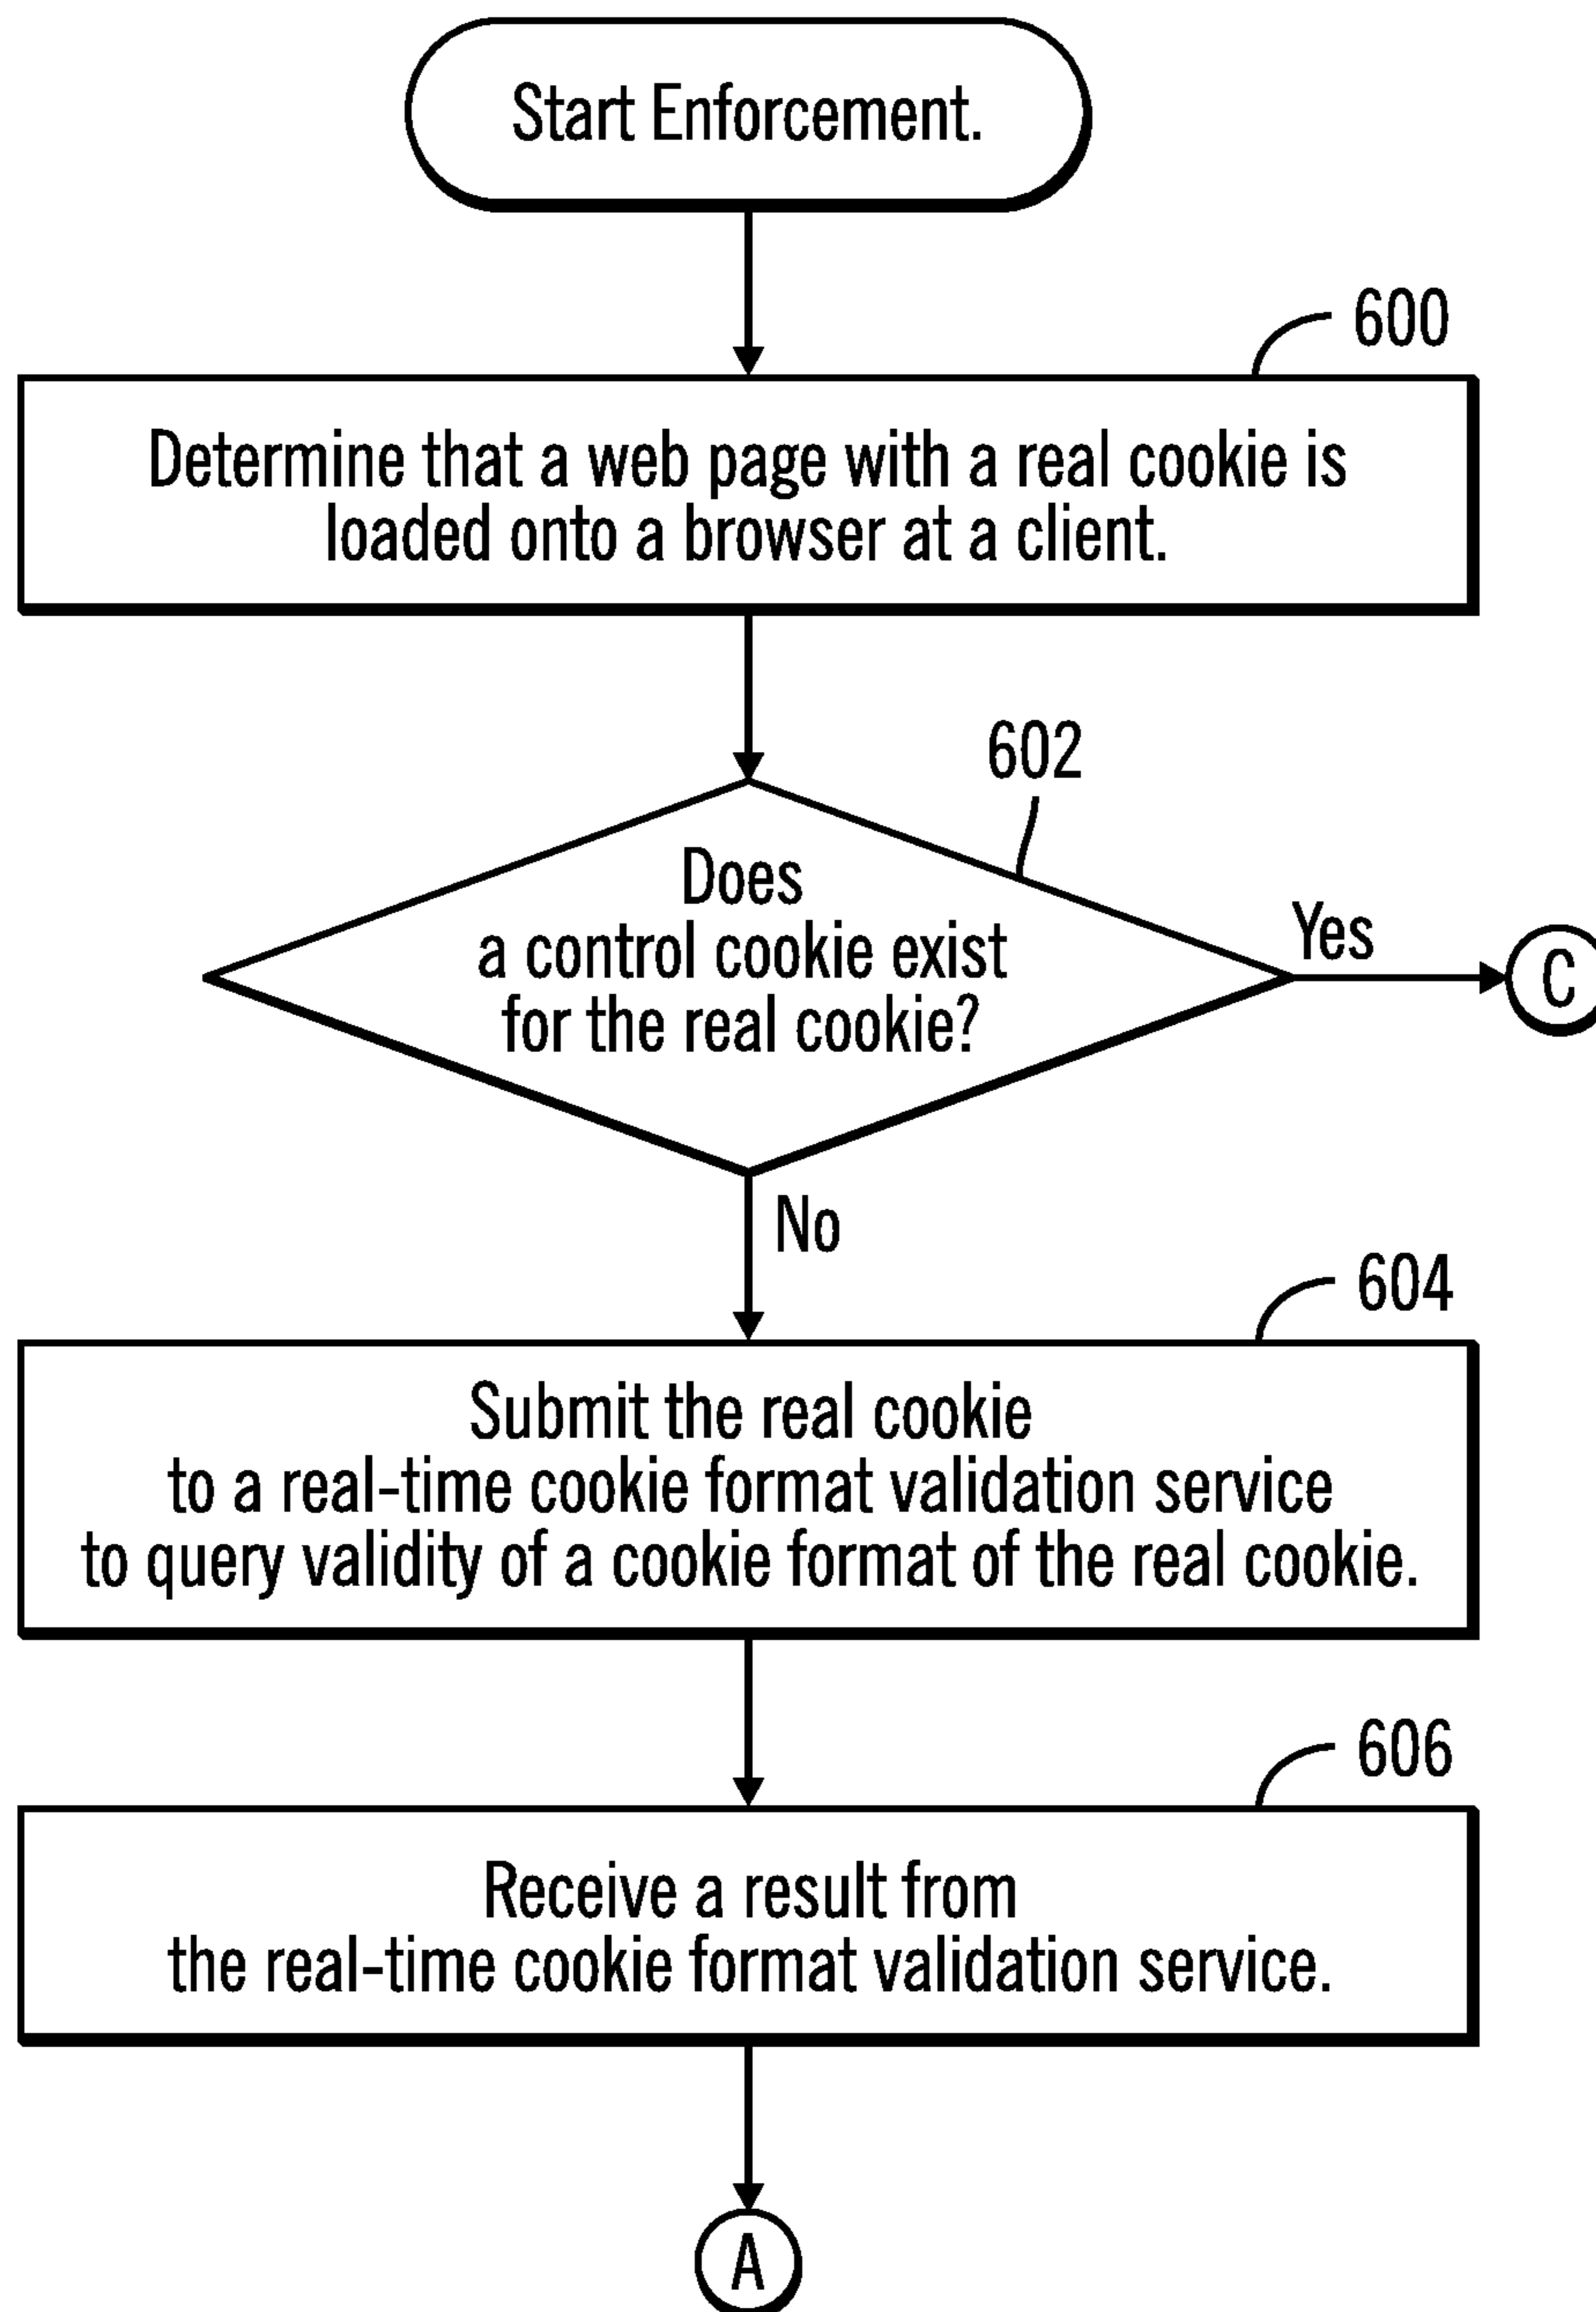 Start Enforcement.
600
Determine that a web page with a real cookie is
loaded onto a browser at a client.
602
Does
a control cookie exist
for the real cookie?
Yes
C
No
604
Submit the real cookie
to a real-time cookie format validation service
to query validity of a cookie format of the real cookie.
606
Receive a result from
the real-time cookie format validation service.
A